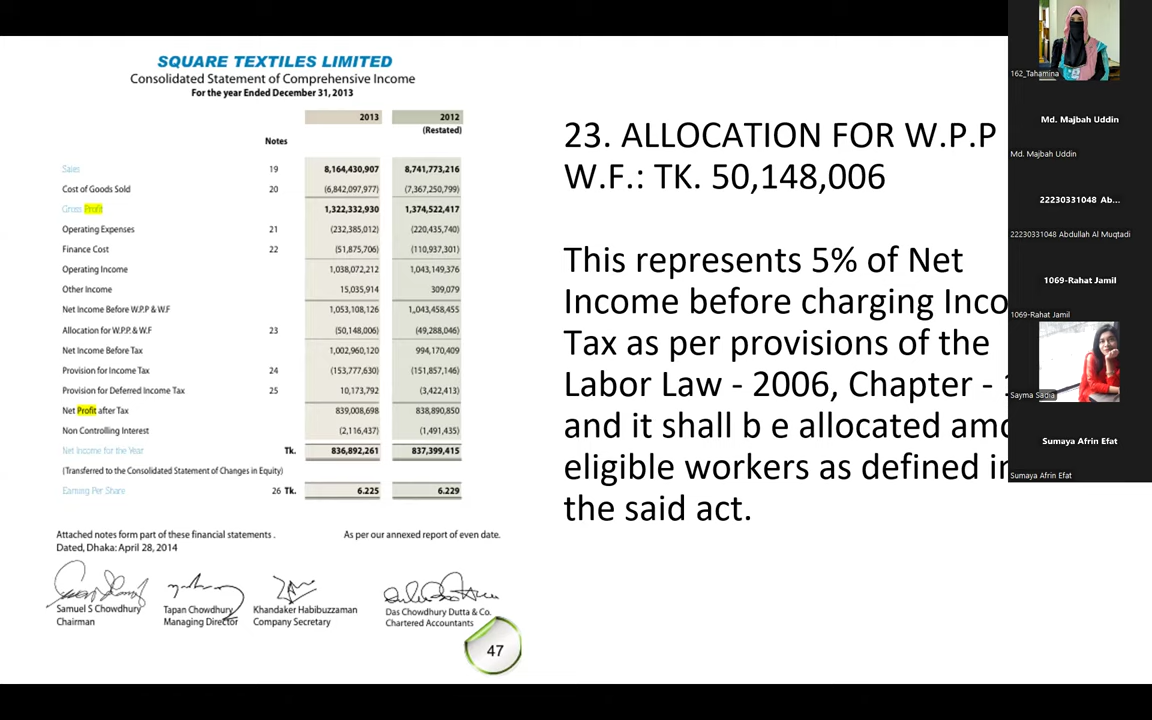 SQUARE TEXTILES LIMITED
Consolidated Statement of Comprehensive Income
For the year Ended December 31, 2013
2013 2012
(Restated)
Notes
Sales 19 8,164,430,907 8,741,773,216
Cost of Goods Sold 20 (6,842,097,977) (7,367,250,799)
Gross Profit 1,322,332,930 1,374,522,417
Operating Expenses 21 (232,385,012) (220,435,740)
Finance Cost 22 (51,875,706) (110,937,301)
Operating Income 1,038,072,212 1,043,149,376
Other Income 15,035,914 309,079
Net Income Before W.P.P & W.F 1,053,108,126 1,043,458,455
Allocation for W.P.P. & W.F 23 (50,148,006) (49,288,046)
Net Income Before Tax 1,002,960,120 994,170,409
Provision for Income Tax 24 (153,777,630) (151,857,146)
Provision for Deferred Income Tax 25 10,173,792 (3,422,413)
Net Profit after Tax 839,008,698 838,890,850
Non Controlling Interest (2,116,437) (1,491,435)
Net Income for the Year Tk. 836,892,261 837,399,415
(Transferred to the Consolidated Statement of Changes in Equity)
Earning Per Share 26 Tk. 6.225 6.229
Attached notes form part of these financial statements . As per our annexed report of even date.
Dated, Dhaka: April 28, 2014
Samuel S Chowdhury Tapan Chowdhury Khandaker Habibuzzaman Das Chowdhury Dutta & Co.
Chairman Managing Director Company Secretary Chartered Accountants
47
23. ALLOCATION FOR W.P.P
W.F.: TK. 50,148,006
This represents 5% of Net
Income before charging Inco
Tax as per provisions of the
Labor Law - 2006, Chapter -
and it shall b e allocated amo
eligible workers as defined in
the said act.
162_Tahamina
Md. Majbah Uddin
Md. Majbah Uddin
22230331048 Ab...
22230331048 Abdullah Al Muqtadi
1069-Rahat Jamil
1069-Rahat Jamil
Sayma Sadia
Sumaya Afrin Efat
Sumaya Afrin Efat